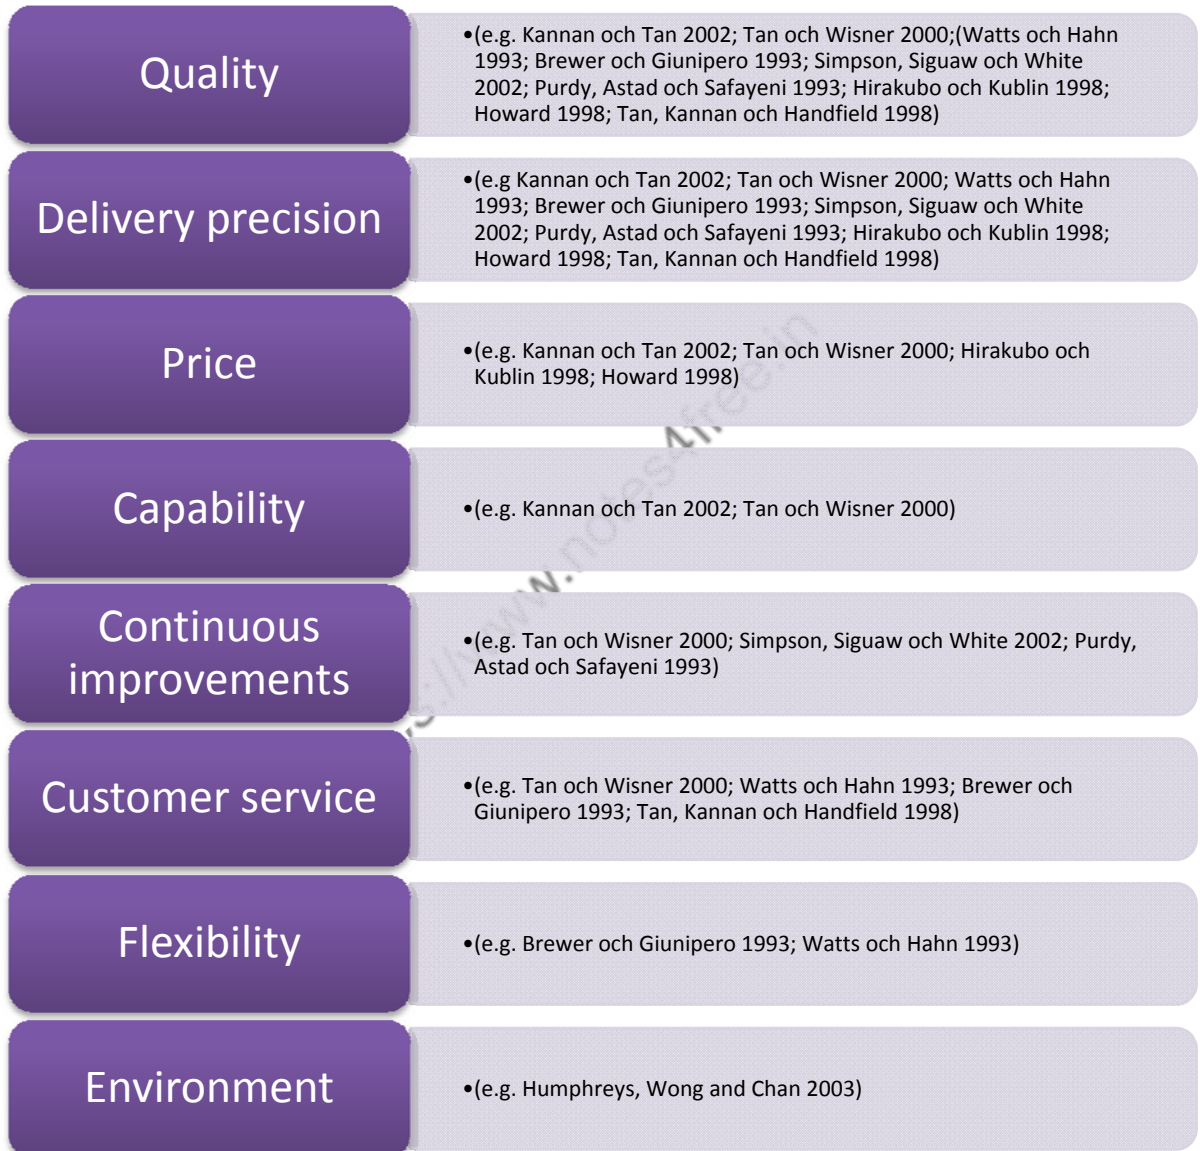 Quality
•(e.g. Kannan och Tan 2002; Tan och Wisner 2000;(Watts och Hahn
1993; Brewer och Giunipero 1993; Simpson, Siguaw och White
2002; Purdy, Astad och Safayeni 1993; Hirakubo och Kublin 1998;
Howard 1998; Tan, Kannan och Handfield 1998)
Delivery precision
•(e.g Kannan och Tan 2002; Tan och Wisner 2000; Watts och Hahn
1993; Brewer och Giunipero 1993; Simpson, Siguaw och White
2002; Purdy, Astad och Safayeni 1993; Hirakubo och Kublin 1998;
Howard 1998; Tan, Kannan och Handfield 1998)
Price
•(e.g. Kannan och Tan 2002; Tan och Wisner 2000; Hirakubo och
Kublin 1998; Howard 1998)
Capability
•(e.g. Kannan och Tan 2002; Tan och Wisner 2000)
Continuous
improvements
•(e.g. Tan och Wisner 2000; Simpson, Siguaw och White 2002; Purdy,
Astad och Safayeni 1993)
Customer service
•(e.g. Tan och Wisner 2000; Watts och Hahn 1993; Brewer och
Giunipero 1993; Tan, Kannan och Handfield 1998)
Flexibility
•(e.g. Brewer och Giunipero 1993; Watts och Hahn 1993)
Environment
•(e.g. Humphreys, Wong and Chan 2003)
s://www.notes4free.in